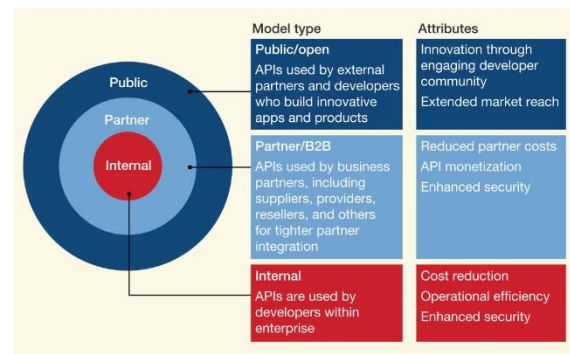 Public
Partner
Internal
Model type
Public/open
APIs used by external
partners and developers
who build innovative
apps and products
Partner/B2B
APIs used by business
partners, including
suppliers, providers,
resellers, and others
for tighter partner
integration
Internal
APIs are used by
developers within
enterprise
Attributes
Innovation through
engaging developer
community
Extended market reach
Reduced partner costs
API monetization
Enhanced security
Cost reduction
Operational efficiency
Enhanced security